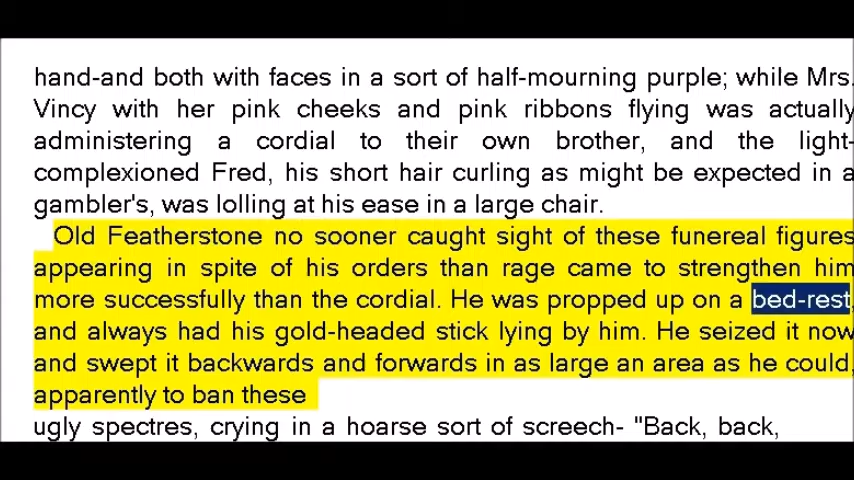 hand-and both with faces in a sort of half-mourning purple; while Mrs.
Vincy with her pink cheeks and pink ribbons flying was actually
administering a cordial to their own brother, and the light-
complexioned Fred, his short hair curling as might be expected in a
gambler's, was lolling at his ease in a large chair.
Old Featherstone no sooner caught sight of these funereal figures
appearing in spite of his orders than rage came to strengthen him
more successfully than the cordial. He was propped up on a bed-rest,
and always had his gold-headed stick lying by him. He seized it now
and swept it backwards and forwards in as large an area as he could,
apparently to ban these
ugly spectres, crying in a hoarse sort of screech- "Back, back,